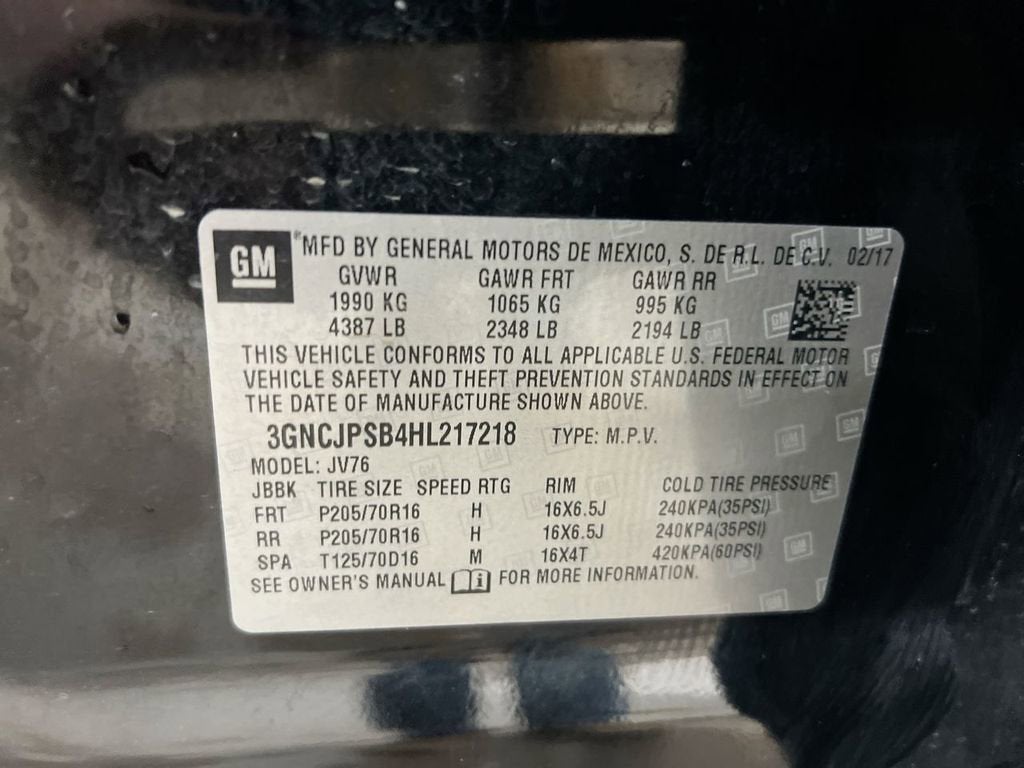 GM MFD BY GENERAL MOTORS DE MEXICO, S. DE R.L. DE C.V. 02/17
GVWR GAWR FRT GAWR RR
1990 KG 1065 KG 995 KG
4387 LB 2348 LB 2194 LB
THIS VEHICLE CONFORMS TO ALL APPLICABLE U.S. FEDERAL MOTOR
VEHICLE SAFETY AND THEFT PREVENTION STANDARDS IN EFFECT ON
THE DATE OF MANUFACTURE SHOWN ABOVE.
3GNCJPSB4HL217218 TYPE: M.P.V.
MODEL: JV76
JBBK TIRE SIZE SPEED RTG RIM COLD TIRE PRESSURE
FRT P205/70R16 H 16X6.5J 240KPA(35PSI)
RR P205/70R16 H 16X6.5J 240KPA(35PSI)
SPA T125/70D16 M 16X4T 420KPA(60PSI)
SEE OWNER'S MANUAL i FOR MORE INFORMATION.